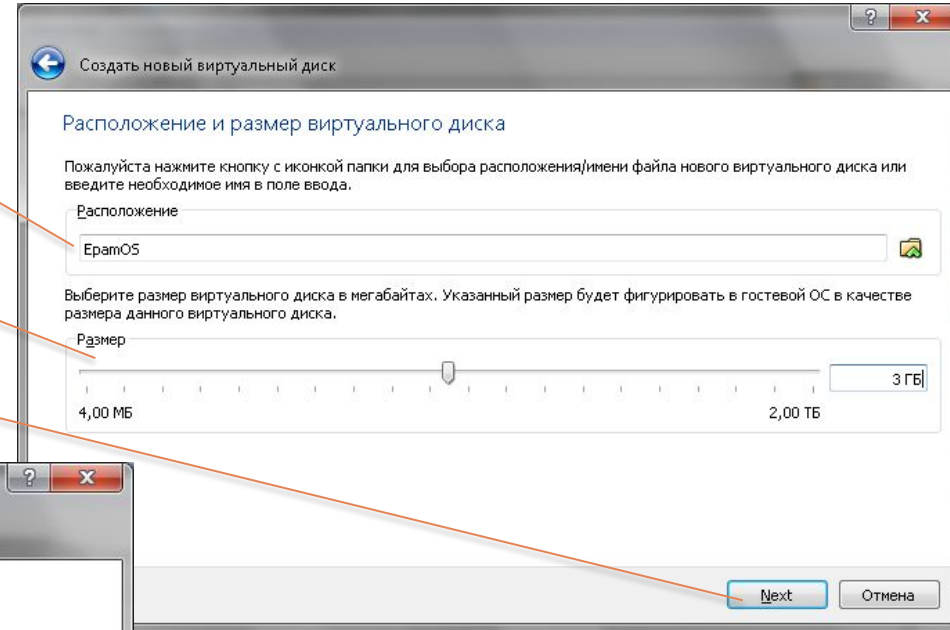 Создать новый виртуальный диск
Расположение и размер виртуального диска
Пожалуйста нажмите кнопку с иконкой папки для выбора расположения/имени файла нового виртуального диска или
введите необходимое имя в поле ввода.
Расположение
EpamOS
Выберите размер виртуального диска в мегабайтах. Указанный размер будет фигурировать в гостевой ОС в качестве
размера данного виртуального диска.
Размер
3 ГБ
4,00 МБ 2,00 ТБ
Next Отмена